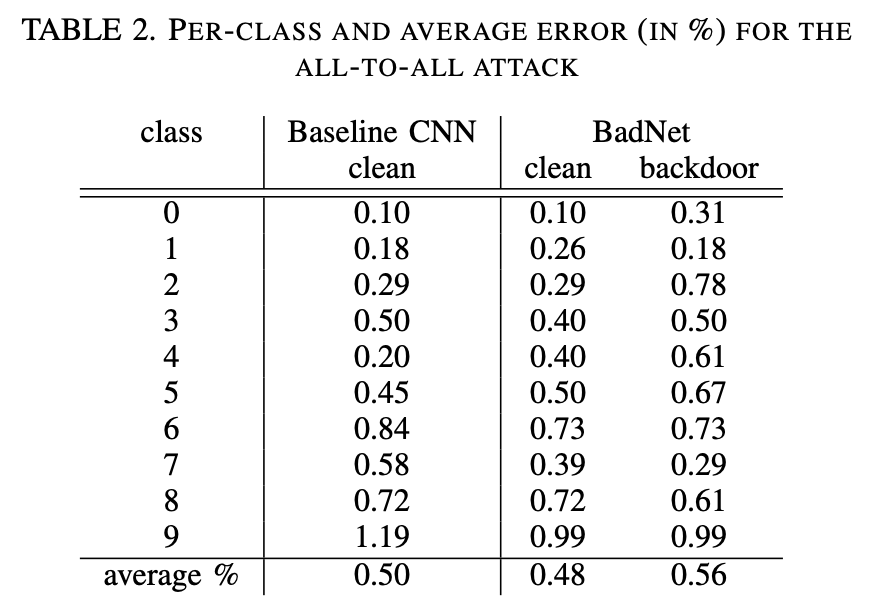 TABLE 2. PER-CLASS AND AVERAGE ERROR (IN %) FOR THE
ALL-TO-ALL ATTACK
class Baseline CNN BadNet
clean clean backdoor
0 0.10 0.10 0.31
1 0.18 0.26 0.18
2 0.29 0.29 0.78
3 0.50 0.40 0.50
4 0.20 0.40 0.61
5 0.45 0.50 0.67
6 0.84 0.73 0.73
7 0.58 0.39 0.29
8 0.72 0.72 0.61
9 1.19 0.99 0.99
average % 0.50 0.48 0.56